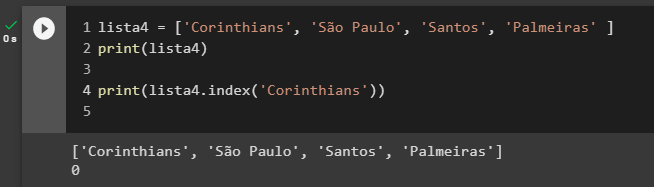 0s
1 lista4 = ['Corinthians', 'São Paulo', 'Santos', 'Palmeiras' ]
2 print(lista4)
3
4 print(lista4.index('Corinthians'))
5
['Corinthians', 'São Paulo', 'Santos', 'Palmeiras']
0